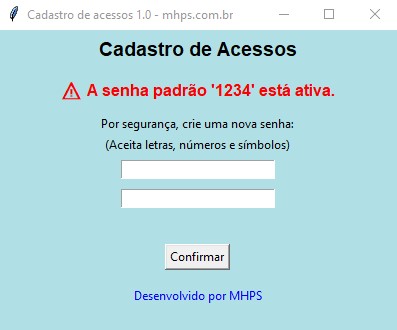 Cadastro de acessos 1.0 - mhps.com.br
Cadastro de Acessos
⚠ A senha padrão '1234' está ativa.
Por segurança, crie uma nova senha:
(Aceita letras, números e símbolos)
Confirmar
Desenvolvido por MHPS